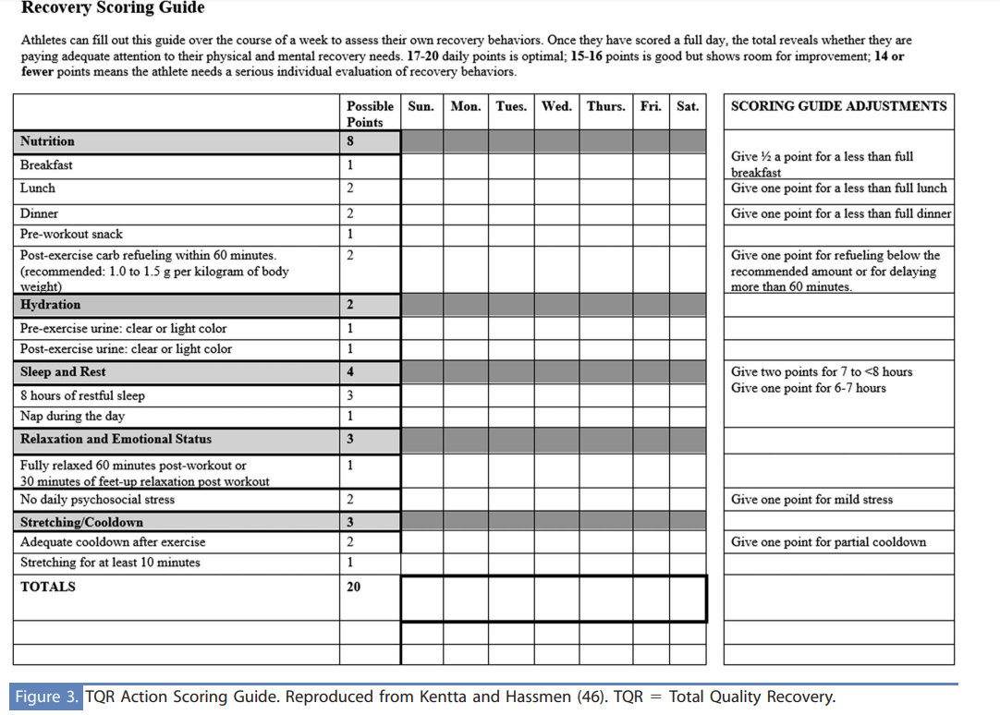 Recovery Scoring Guide
Athletes can fill out this guide over the course of a week to assess their own recovery behaviors. Once they have scored a full day, the total reveals whether they are
paying adequate attention to their physical and mental recovery needs. 17-20 daily points is optimal; 15-16 points is good but shows room for improvement; 14 or
fewer points means the athlete needs a serious individual evaluation of recovery behaviors.
Possible Points Sun. Mon. Tues. Wed. Thurs. Fri. Sat. SCORING GUIDE ADJUSTMENTS
Nutrition 8
Breakfast 1 Give ½ a point for a less than full breakfast
Lunch 2 Give one point for a less than full lunch
Dinner 2 Give one point for a less than full dinner
Pre-workout snack 1
Post-exercise carb refueling within 60 minutes. 2 Give one point for refueling below the
(recommended: 1.0 to 1.5 g per kilogram of body recommended amount or for delaying
weight) more than 60 minutes.
Hydration 2
Pre-exercise urine: clear or light color 1
Post-exercise urine: clear or light color 1
Sleep and Rest 4 Give two points for 7 to <8 hours
Give one point for 6-7 hours
8 hours of restful sleep 3
Nap during the day 1
Relaxation and Emotional Status 3
Fully relaxed 60 minutes post-workout or 1
30 minutes of feet-up relaxation post workout
No daily psychosocial stress 2 Give one point for mild stress
Stretching/Cooldown 3
Adequate cooldown after exercise 2 Give one point for partial cooldown
Stretching for at least 10 minutes 1
TOTALS 20
Figure 3. TQR Action Scoring Guide. Reproduced from Kentta and Hassmen (46). TQR = Total Quality Recovery.